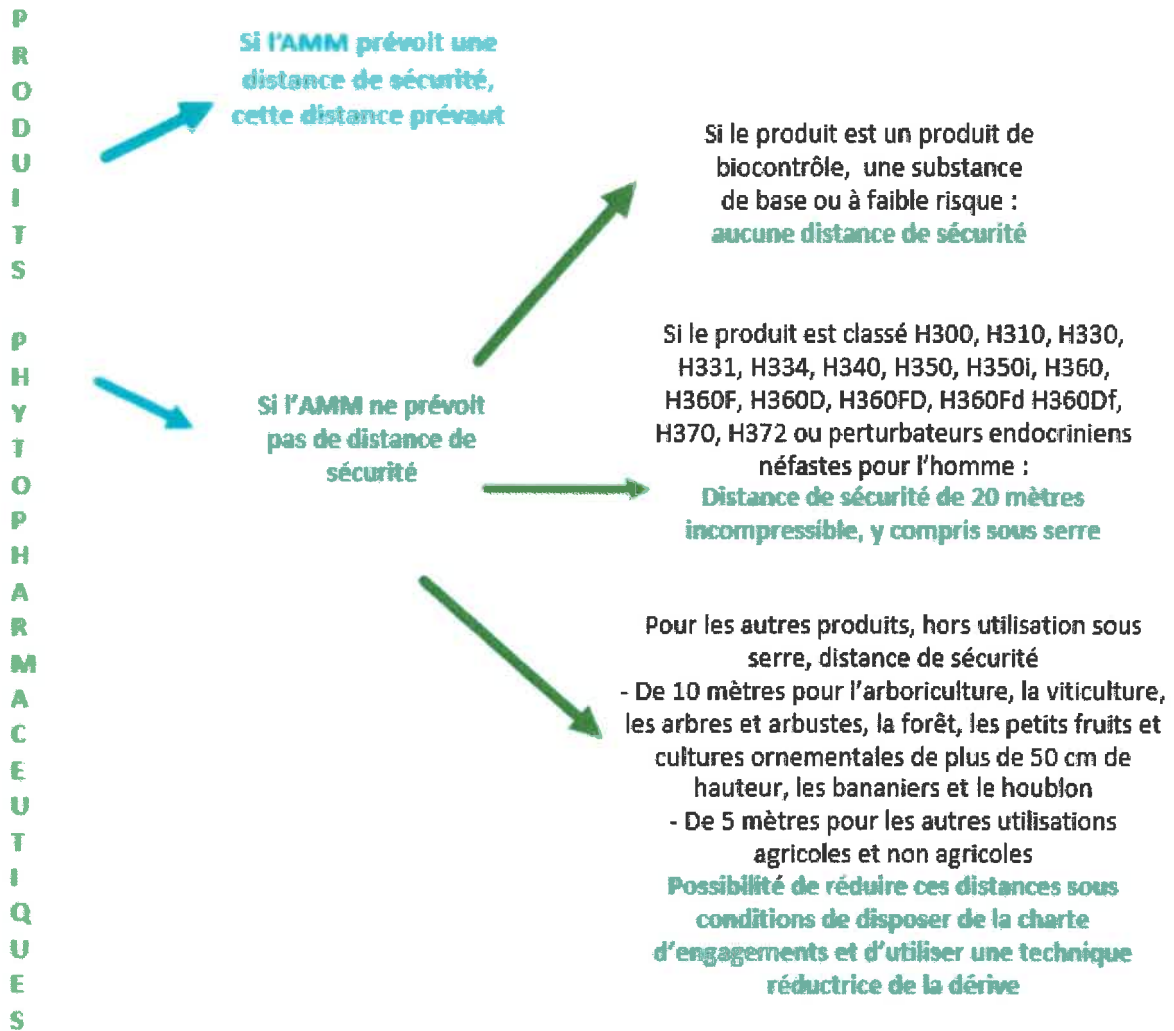 PRODUITS PHYTOPHARMACEUTIQUES
Si l'AMM prévoit une
distance de sécurité,
cette distance prévaut
Si l'AMM ne prévoit
pas de distance de
sécurité
Si le produit est un produit de
biocontrôle, une substance
de base ou à faible risque :
aucune distance de sécurité
Si le produit est classé H300, H310, H330,
H331, H334, H340, H350, H350i, H360,
H360F, H360D, H360FD, H360Fd H360Df,
H370, H372 ou perturbateurs endocriniens
néfastes pour l'homme :
Distance de sécurité de 20 mètres
incompressible, y compris sous serre
Pour les autres produits, hors utilisation sous
serre, distance de sécurité
- De 10 mètres pour l'arboriculture, la viticulture,
les arbres et arbustes, la forêt, les petits fruits et
cultures ornementales de plus de 50 cm de
hauteur, les bananiers et le houblon
- De 5 mètres pour les autres utilisations
agricoles et non agricoles
Possibilité de réduire ces distances sous
conditions de disposer de la charte
d'engagements et d'utiliser une technique
réductrice de la dérive